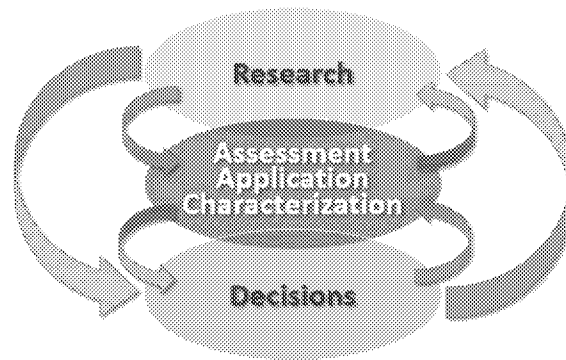 Research
Assessment
Application
Characterization
Decisions